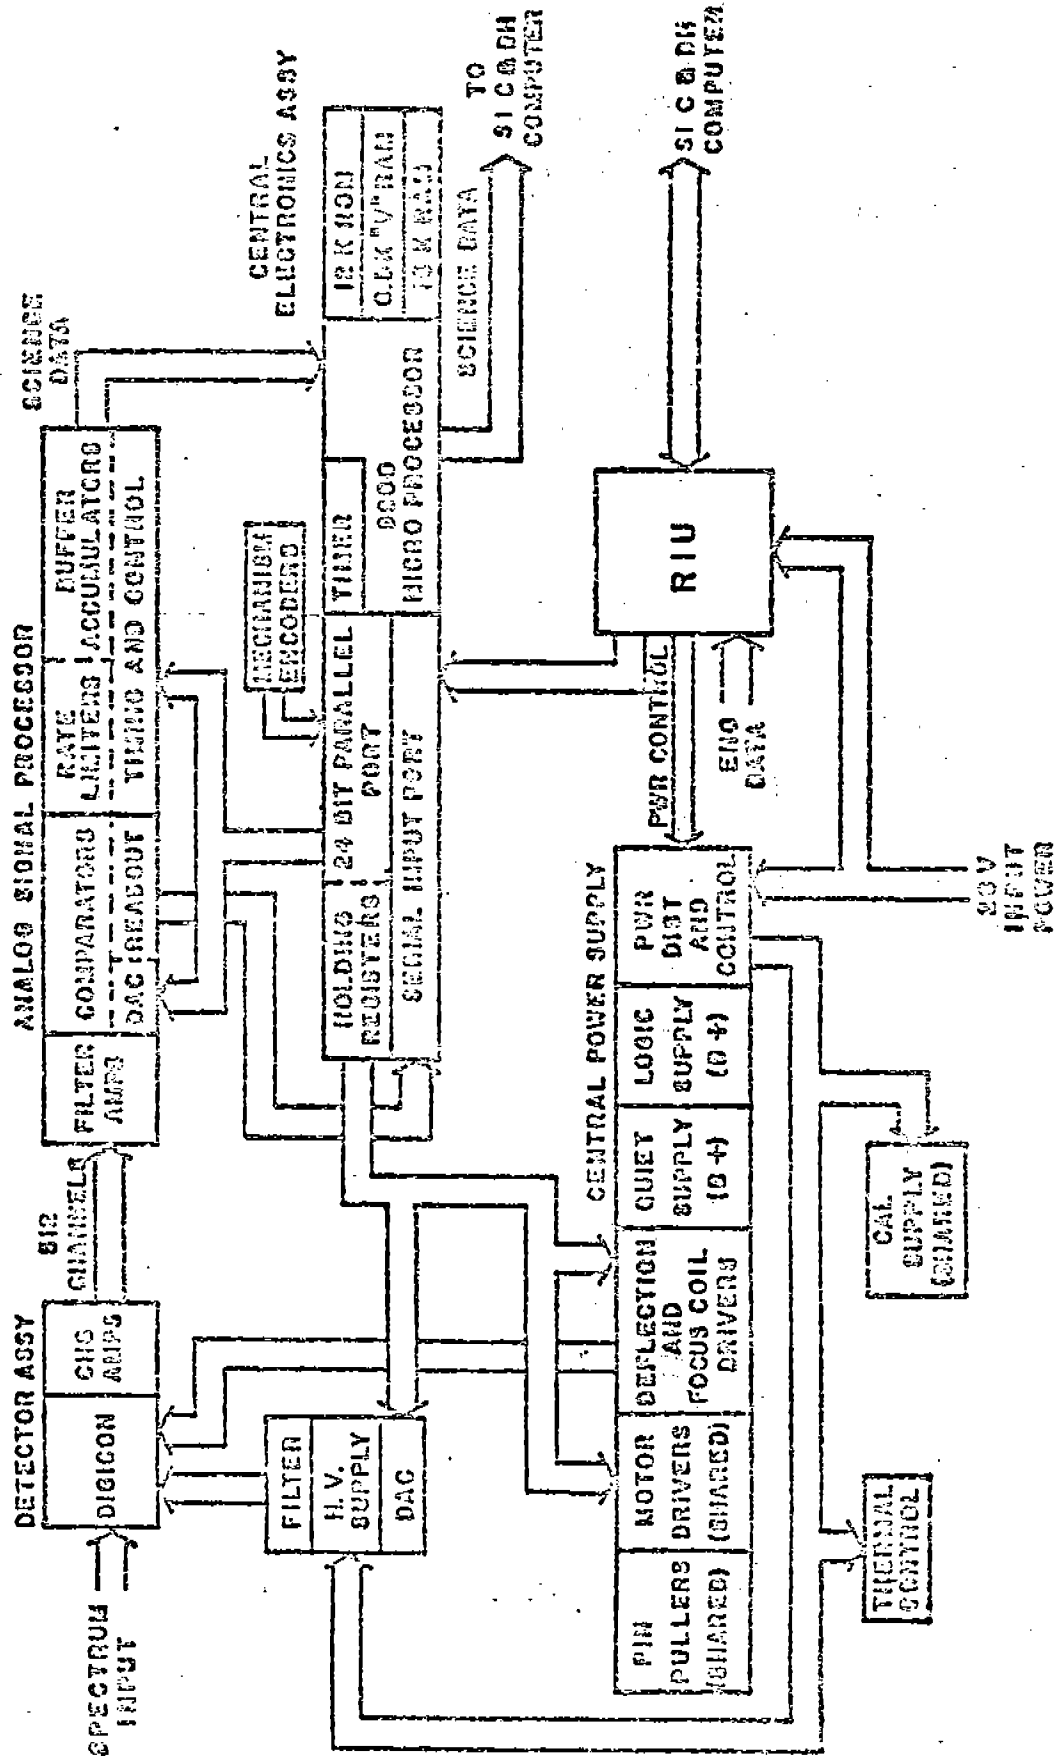 SPECTRUM
INPUT
DETECTOR ASSY
DIGICON
CHS
AMPS
512
CHANNELS
ANALOG SIGNAL PROCESSOR
FILTER
AMPS
COMPARATORS
DAC
READOUT
RATE
LIMITERS
BUFFER
ACCUMULATORS
TIMING AND CONTROL
SCIENCE
DATA
MECHANISM
ENCODERS
CENTRAL
ELECTRONICS ASSY
HOLDING
REGISTERS
24 BIT PARALLEL
PORT
SERIAL INPUT PORT
TIMER
MICRO PROCESSOR
12 K ROM
SCIENCE DATA
TO
SI C & DH
COMPUTER
FILTER
H. V.
SUPPLY
DAC
CENTRAL POWER SUPPLY
PIN
PULLERS
(SHARED)
MOTOR
DRIVERS
(SHARED)
DEFLECTION
AND
FOCUS COIL
DRIVERS
QUIET
SUPPLY
LOGIC
SUPPLY
PWR
DIST
AND
CONTROL
PWR CONTROL
RIU
ENG
DATA
SI C & DH
COMPUTER
28 V
INPUT
POWER
CAL
SUPPLY
(SHARED)
THERMAL
CONTROL